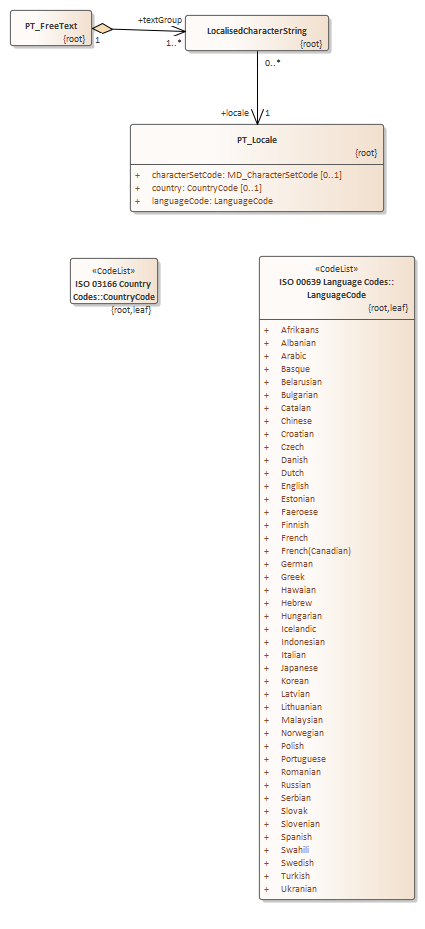 PT_FreeText
{root}
1
+textGroup
1..*
LocalisedCharacterString
{root}
0..*
+locale
1
PT_Locale
{root}
+ characterSetCode: MD_CharacterSetCode [0..1]
+ country: CountryCode [0..1]
+ languageCode: LanguageCode
«CodeList»
ISO 03166 Country
Codes::CountryCode
{root,leaf}
«CodeList»
ISO 00639 Language Codes::
LanguageCode
{root,leaf}
+ Afrikaans
+ Albanian
+ Arabic
+ Basque
+ Belarusian
+ Bulgarian
+ Catalan
+ Chinese
+ Croatian
+ Czech
+ Danish
+ Dutch
+ English
+ Estonian
+ Faeroese
+ Finnish
+ French
+ French(Canadian)
+ German
+ Greek
+ Hawaian
+ Hebrew
+ Hungarian
+ Icelandic
+ Indonesian
+ Italian
+ Japanese
+ Korean
+ Latvian
+ Lithuanian
+ Malaysian
+ Norwegian
+ Polish
+ Portuguese
+ Romanian
+ Russian
+ Serbian
+ Slovak
+ Slovenian
+ Spanish
+ Swahili
+ Swedish
+ Turkish
+ Ukranian